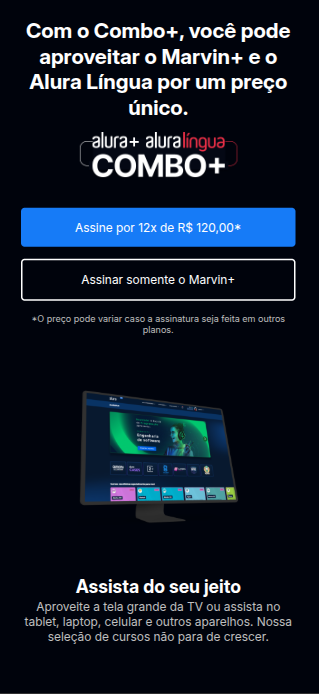 Com o Combo+, você pode
aproveitar o Marvin+ e o
Alura Língua por um preço
único.
alura+ aluralíngua
COMBO+
Assine por 12x de R$ 120,00*
Assinar somente o Marvin+
*O preço pode variar caso a assinatura seja feita em outros
planos.
Engenharia
de software
Assista do seu jeito
Aproveite a tela grande da TV ou assista no
tablet, laptop, celular e outros aparelhos. Nossa
seleção de cursos não para de crescer.